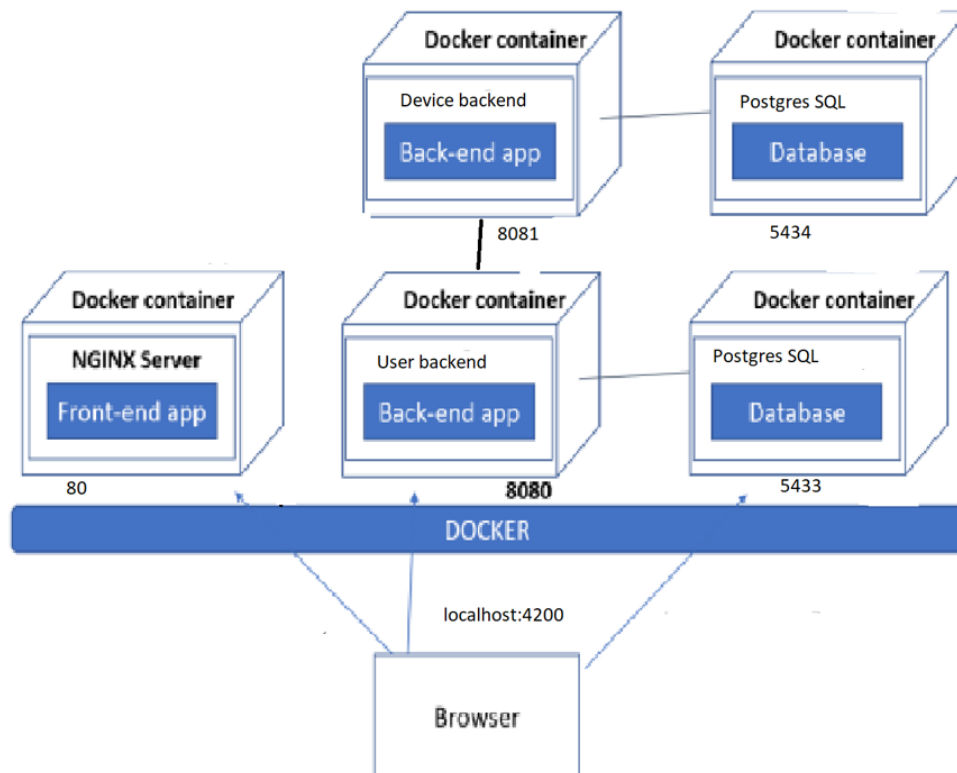 Docker container
Docker container
Device backend
Postgres SQL
Back-end app
Database
8081
5434
Docker container
Docker container
Docker container
NGINX Server
User backend
Postgres SQL
Front-end app
Back-end app
Database
80
8080
5433
DOCKER
localhost:4200
Browser